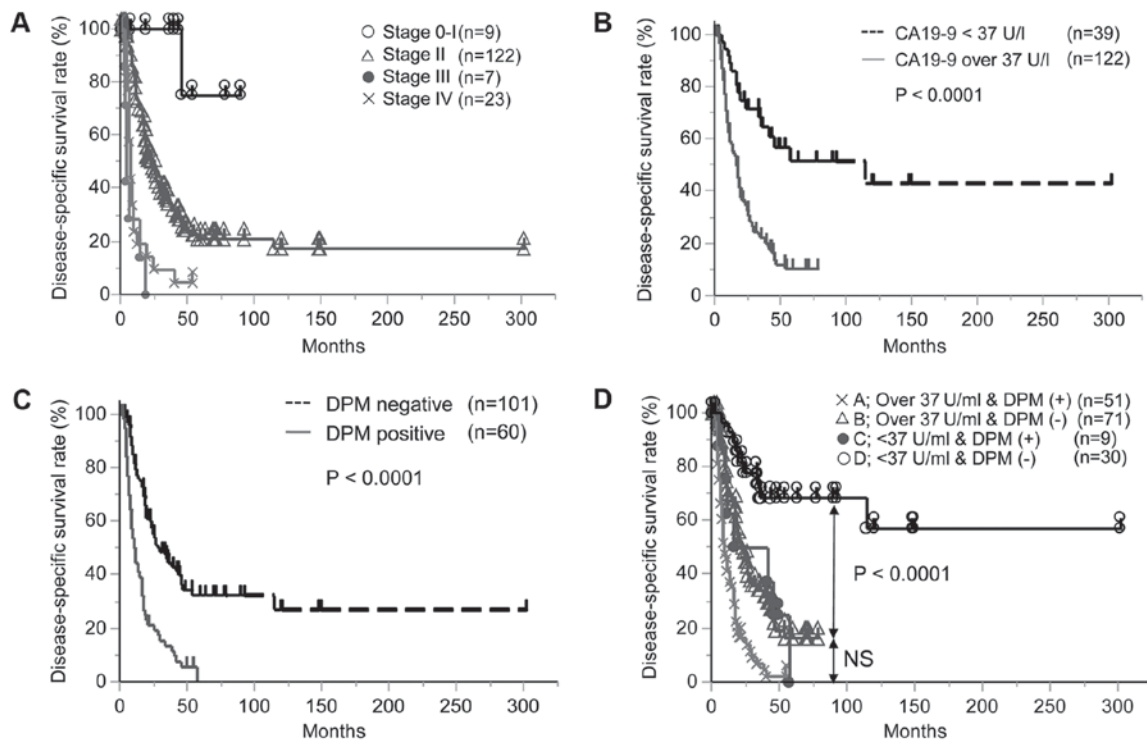 A
Disease-specific survival rate (%)
100
80
60
40
20
0
Stage 0-I (n=9)
Stage II (n=122)
Stage III (n=7)
Stage IV (n=23)
0 50 100 150 200 250 300
Months
B
Disease-specific survival rate (%)
100
80
60
40
20
0
CA19-9 < 37 U/l (n=39)
CA19-9 over 37 U/l (n=122)
P < 0.0001
0 50 100 150 200 250 300
Months
C
Disease-specific survival rate (%)
100
80
60
40
20
0
DPM negative (n=101)
DPM positive (n=60)
P < 0.0001
0 50 100 150 200 250 300
Months
D
Disease-specific survival rate (%)
100
80
60
40
20
0
A; Over 37 U/ml & DPM (+) (n=51)
B; Over 37 U/ml & DPM (-) (n=71)
C; <37 U/ml & DPM (+) (n=9)
D; <37 U/ml & DPM (-) (n=30)
P < 0.0001
NS
0 50 100 150 200 250 300
Months